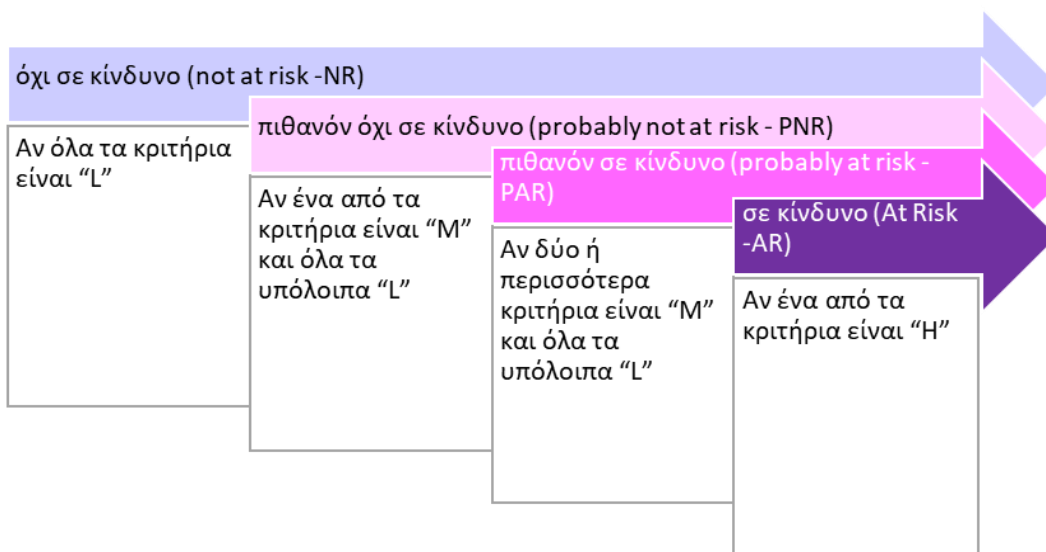 όχι σε κίνδυνο (not at risk -NR)
Αν όλα τα κριτήρια
είναι “L”
πιθανόν όχι σε κίνδυνο (probably not at risk - PNR)
Αν ένα από τα
κριτήρια είναι “M”
και όλα τα
υπόλοιπα “L”
πιθανόν σε κίνδυνο (probably at risk -
PAR)
Αν δύο ή
περισσότερα
κριτήρια είναι “M”
και όλα τα
υπόλοιπα “L”
σε κίνδυνο (At Risk
-AR)
Αν ένα από τα
κριτήρια είναι “H”